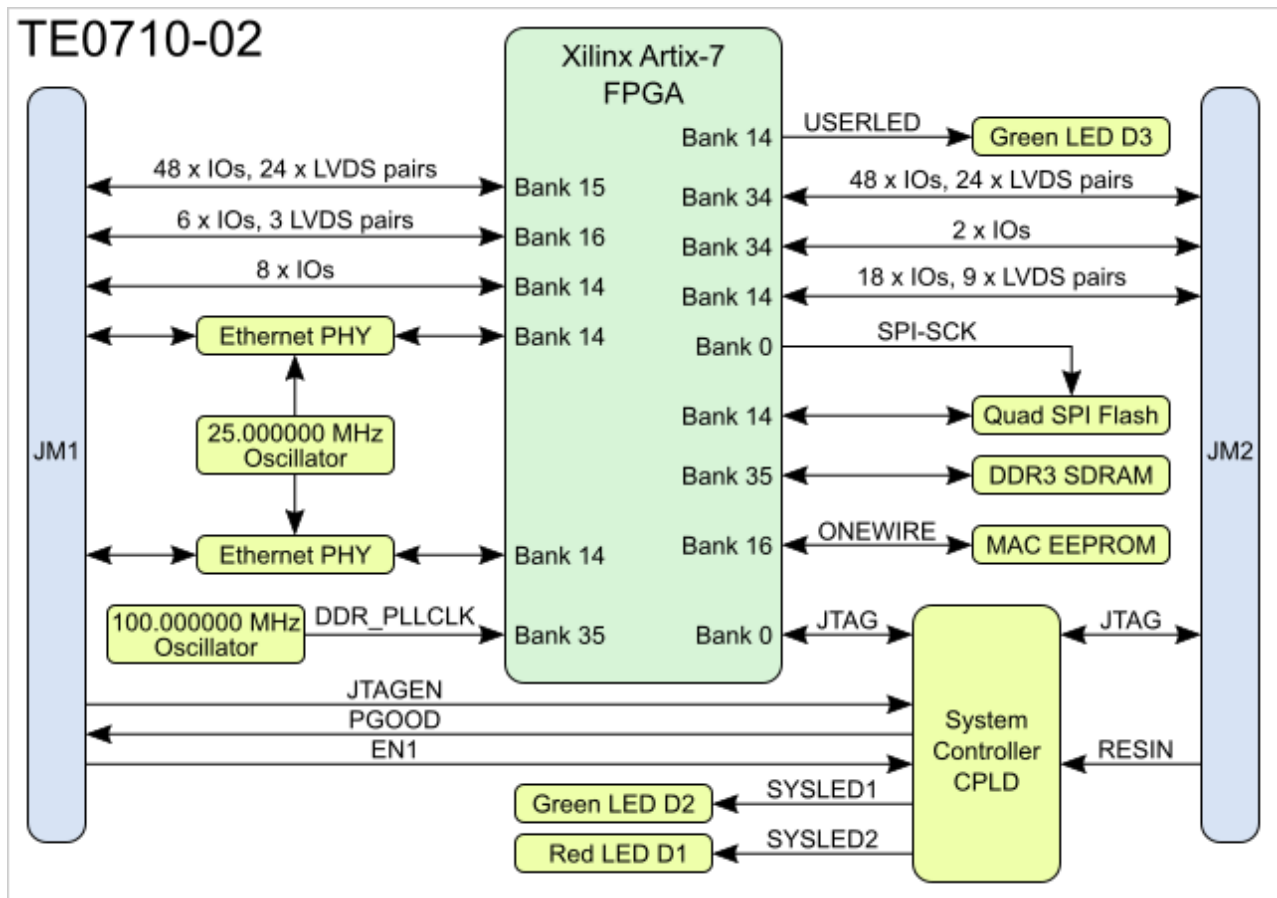 TE0710-02
Xilinx Artix-7
FPGA
JM1
48 x IOs, 24 x LVDS pairs
Bank 15
6 x IOs, 3 LVDS pairs
Bank 16
8 x IOs
Bank 14
Ethernet PHY
Bank 14
25.000000 MHz
Oscillator
Ethernet PHY
Bank 14
100.000000 MHz
Oscillator
DDR_PLLCLK
Bank 35
Bank 14
USERLED
Green LED D3
Bank 34
48 x IOs, 24 x LVDS pairs
Bank 34
2 x IOs
Bank 14
18 x IOs, 9 x LVDS pairs
Bank 0
SPI-SCK
Bank 14
Quad SPI Flash
Bank 35
DDR3 SDRAM
Bank 16
ONEWIRE
MAC EEPROM
Bank 0
JTAG
JTAG
JM2
JTAGEN
PGOOD
EN1
System
Controller
CPLD
RESIN
SYSLED1
Green LED D2
SYSLED2
Red LED D1